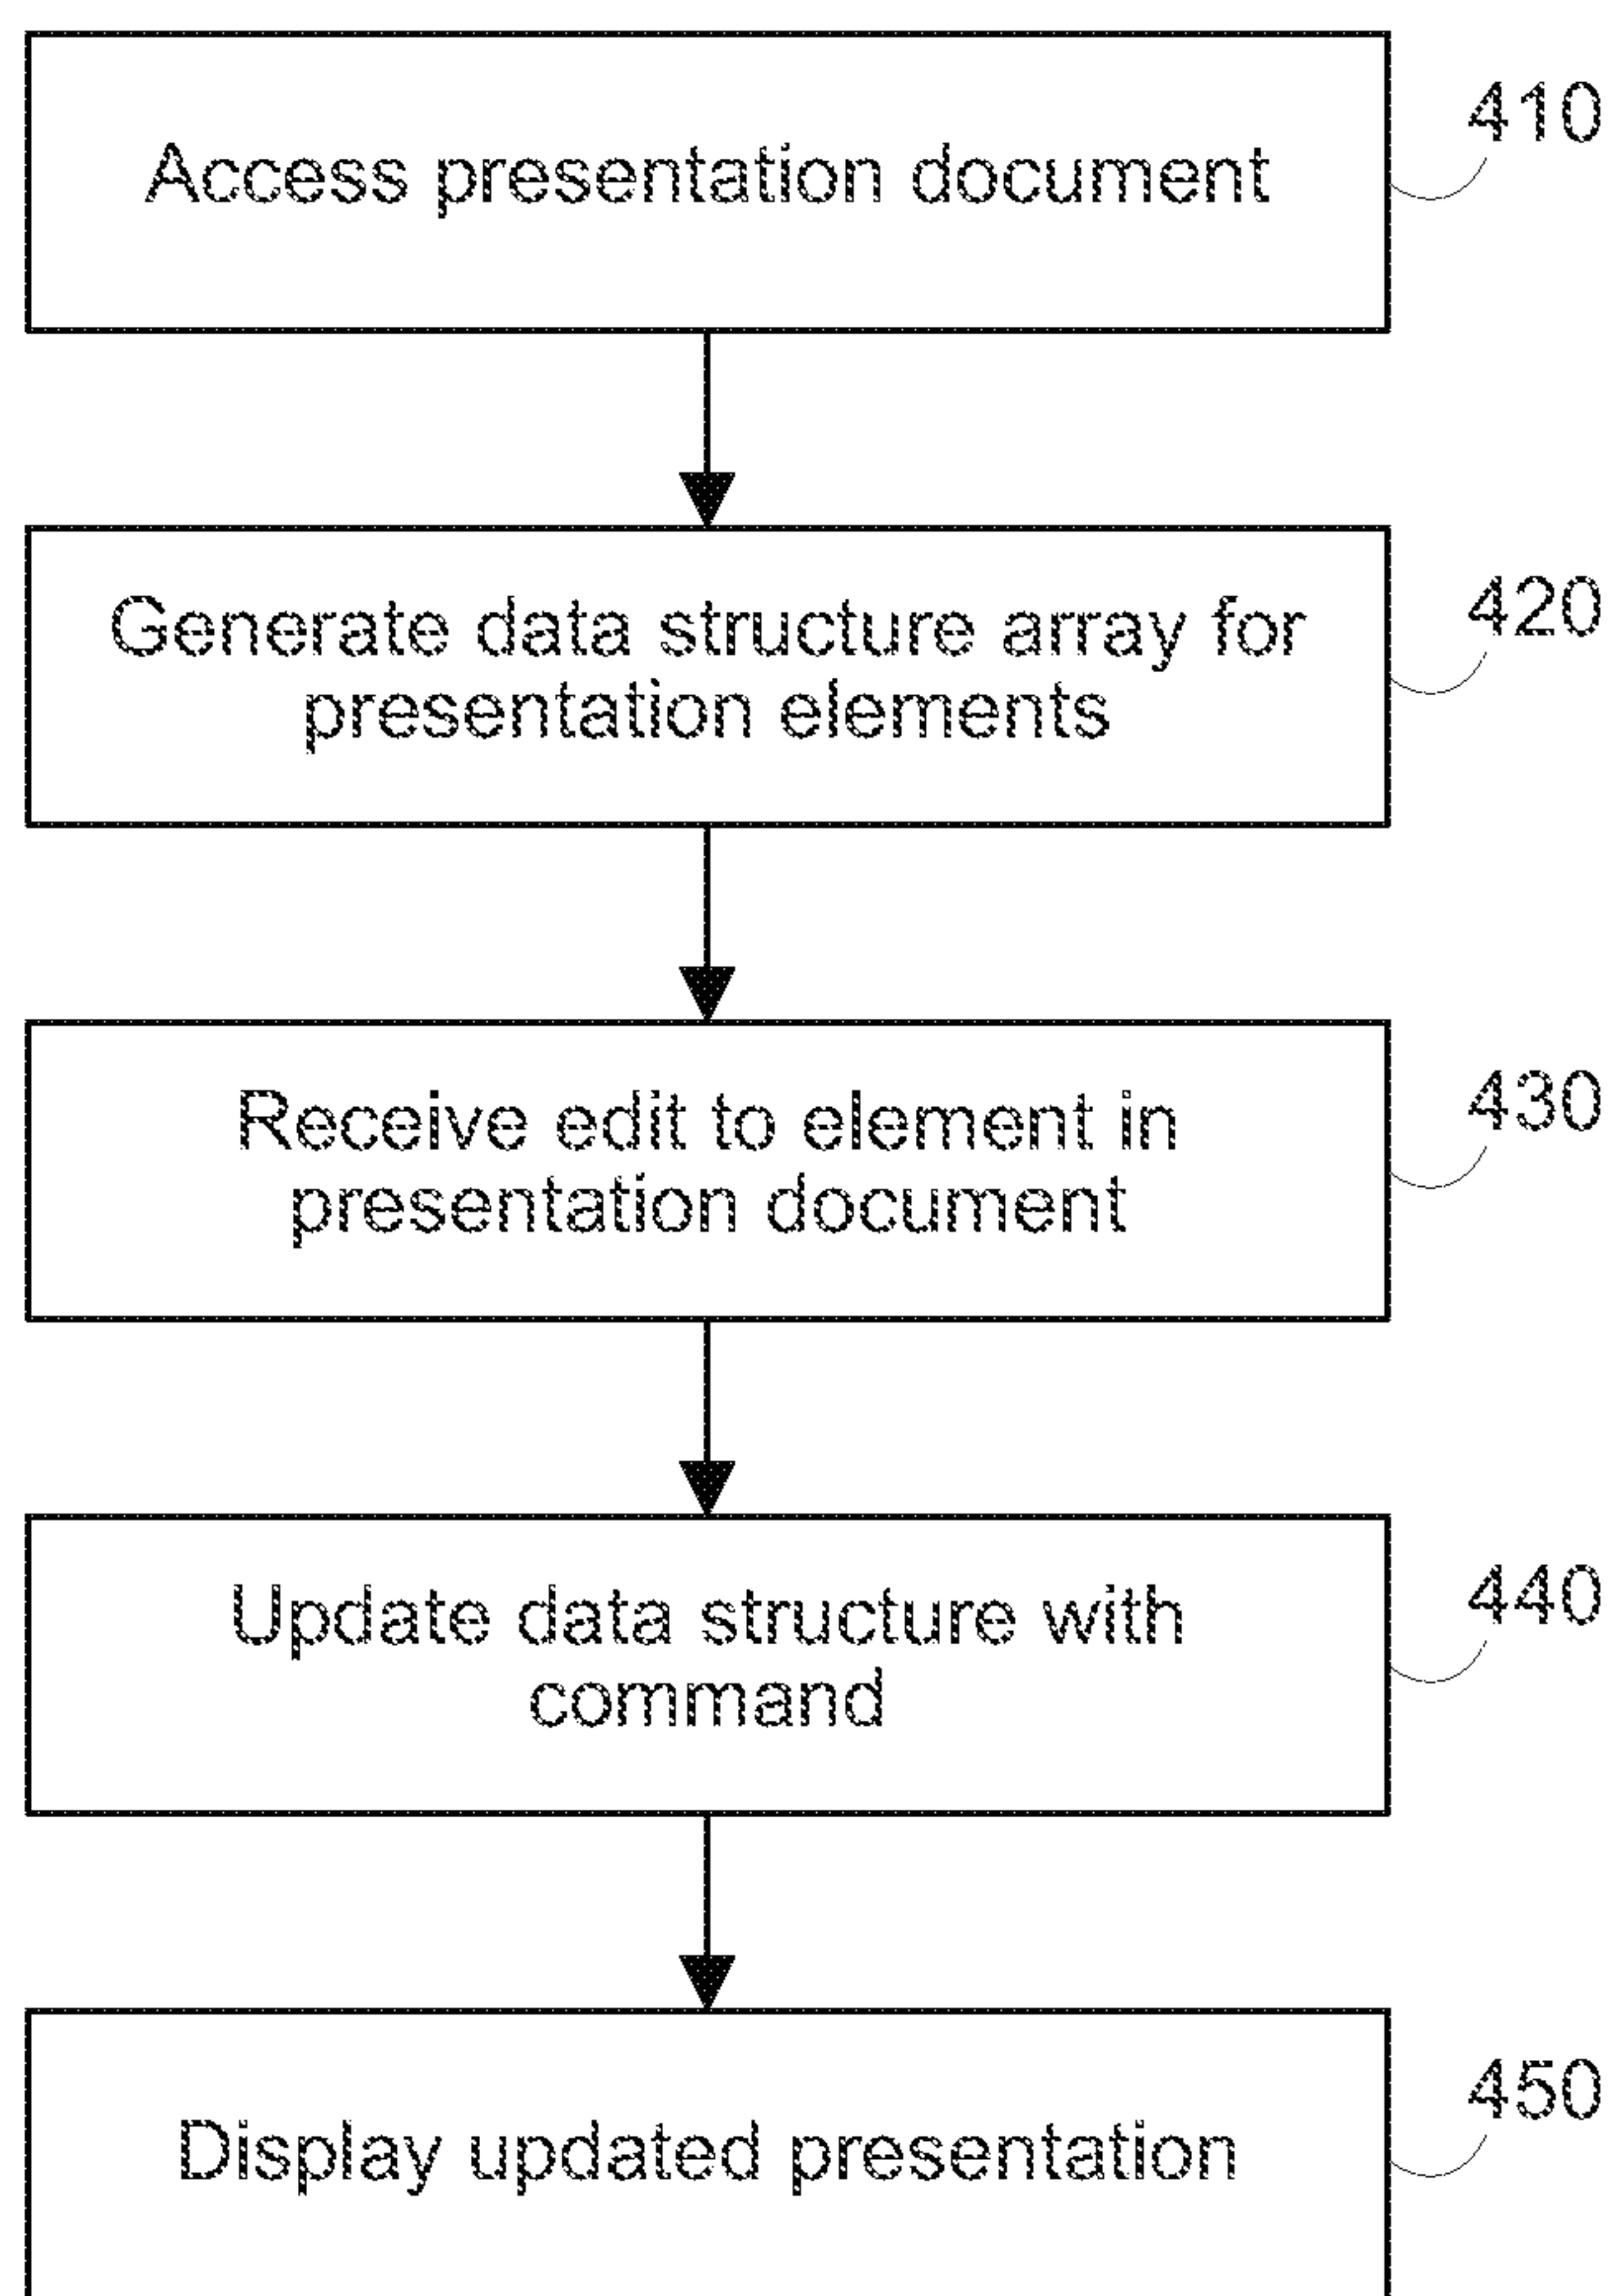 Access presentation document
410
Generate data structure array for
presentation elements
420
Receive edit to element in
presentation document
430
Update data structure with
command
440
Display updated presentation
450